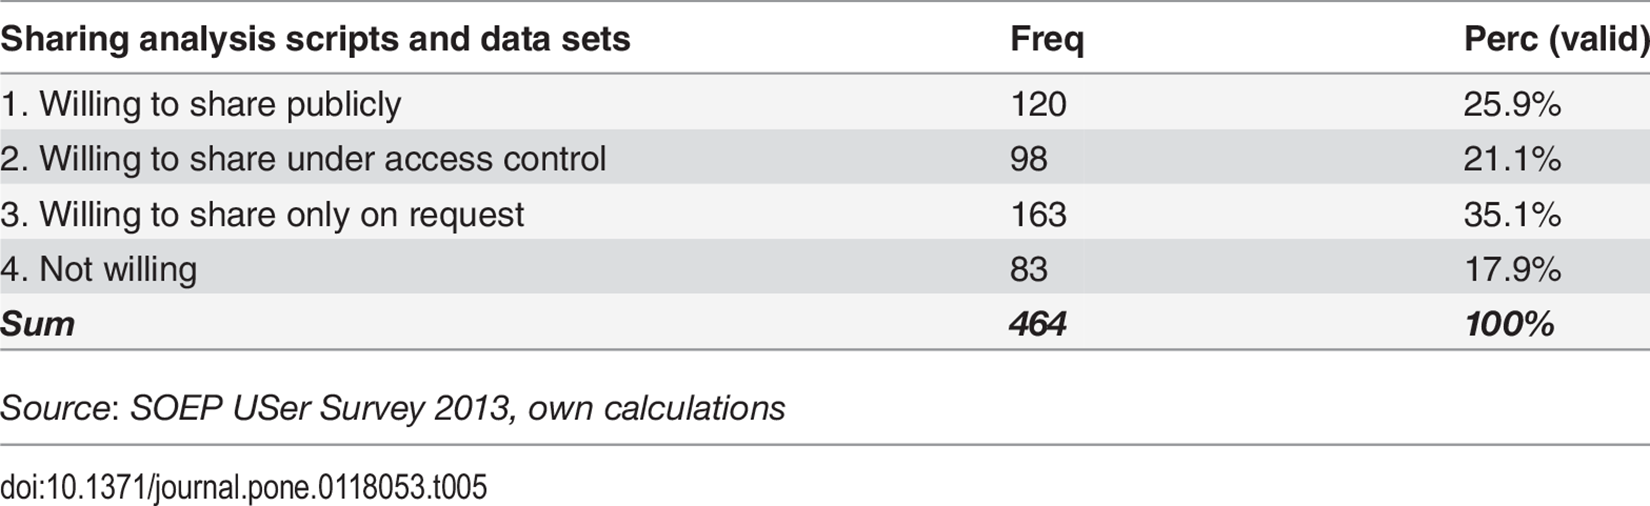 Sharing analysis scripts and data sets Freq Perc (valid)
1. Willing to share publicly 120 25.9%
2. Willing to share under access control 98 21.1%
3. Willing to share only on request 163 35.1%
4. Not willing 83 17.9%
Sum 464 100%
Source: SOEP USer Survey 2013, own calculations
doi:10.1371/journal.pone.0118053.t005